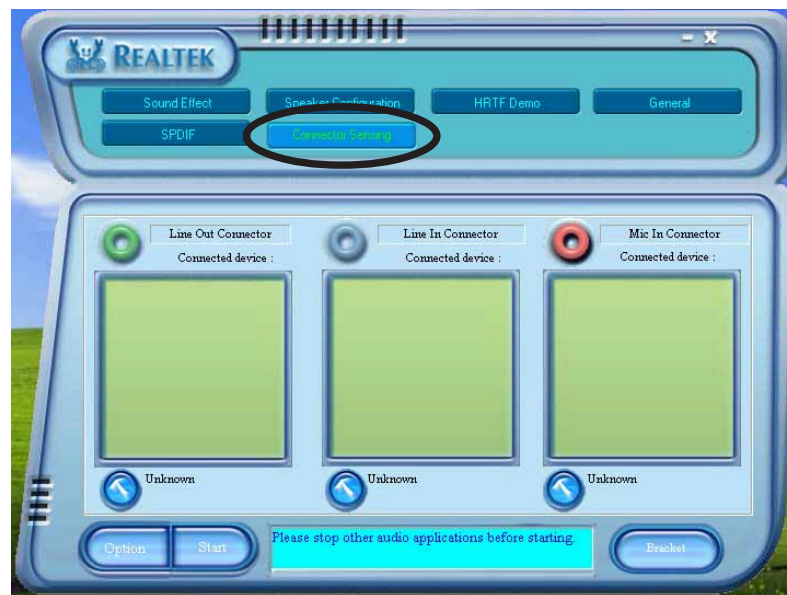 REALTEK
Sound Effect
Speaker Configuration
HRTF Demo
General
SPDIF
Connector Sensing
Line Out Connector
Connected device :
Line In Connector
Connected device :
Mic In Connector
Connected device :
Unknown
Unknown
Unknown
Option
Start
Please stop other audio applications before starting.
Bracket